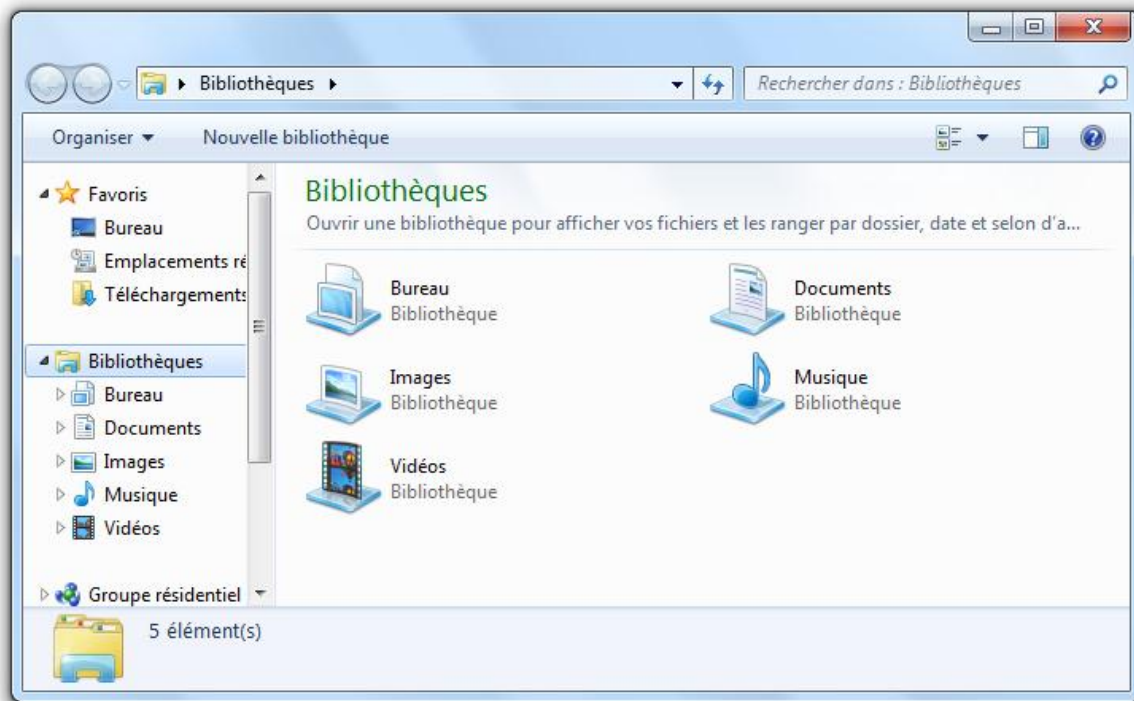 Bibliothèques
Rechercher dans : Bibliothèques
Organiser
Nouvelle bibliothèque
Favoris
Bureau
Emplacements ré
Téléchargements
Bibliothèques
Bureau
Documents
Images
Musique
Vidéos
Groupe résidentiel
Bibliothèques
Ouvrir une bibliothèque pour afficher vos fichiers et les ranger par dossier, date et selon d'a...
Bureau
Bibliothèque
Documents
Bibliothèque
Images
Bibliothèque
Musique
Bibliothèque
Vidéos
Bibliothèque
5 élément(s)